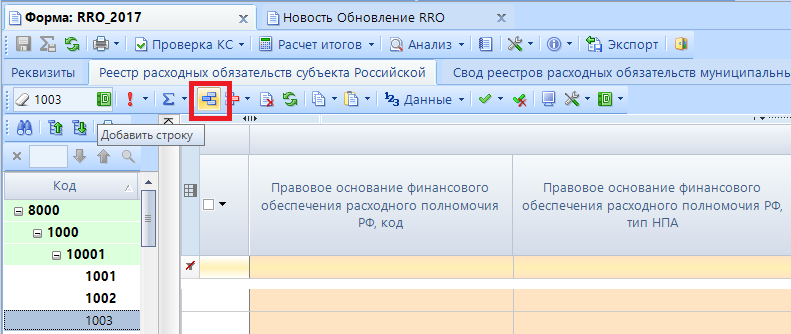 Форма: RRO_2017
Новость Обновление RRO
Проверка КС Расчет итогов Анализ Экспорт
Реквизиты Реестр расходных обязательств субъекта Российской Свод реестров расходных обязательств муниципальн
1003 Данные
Добавить строку
Код
8000
1000
10001
1001
1002
1003
Правовое основание финансового
обеспечения расходного полномочия
РФ, код
Правовое основание финансового
обеспечения расходного полномочия РФ,
тип НПА